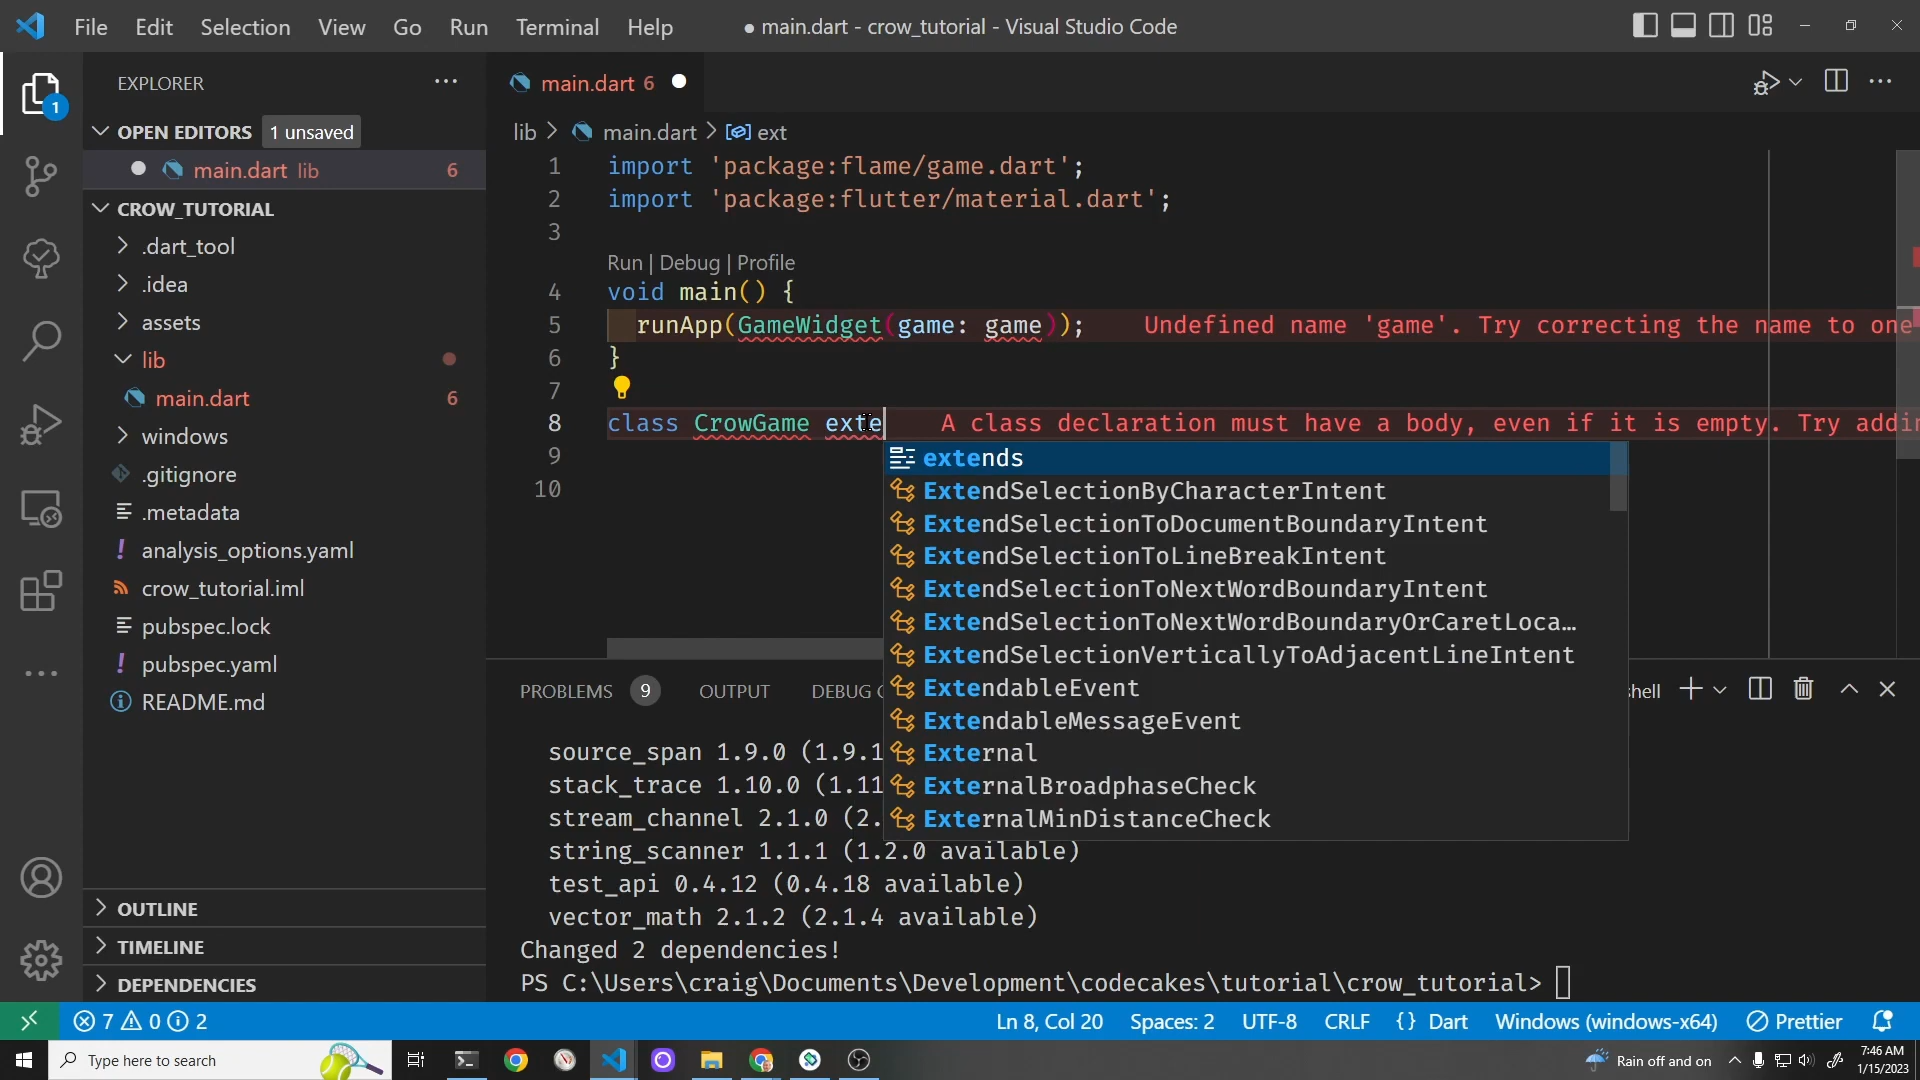 File Edit Selection View Go Run Terminal Help
● main.dart - crow_tutorial - Visual Studio Code
1
EXPLORER
OPEN EDITORS 1 unsaved
main.dart lib 6
CROW_TUTORIAL
.dart_tool
.idea
assets
lib
main.dart 6
windows
.gitignore
.metadata
analysis_options.yaml
crow_tutorial.iml
pubspec.lock
pubspec.yaml
README.md
OUTLINE
TIMELINE
DEPENDENCIES
main.dart 6
lib > main.dart > ext
1 import 'package:flame/game.dart';
2 import 'package:flutter/material.dart';
3
Run | Debug | Profile
4 void main() {
5 runApp(GameWidget(game: game)); Undefined name 'game'. Try correcting the name to one
6 }
7
8 class CrowGame exte A class declaration must have a body, even if it is empty. Try addin
9
10
extends
ExtendSelectionByCharacterIntent
ExtendSelectionToDocumentBoundaryIntent
ExtendSelectionToLineBreakIntent
ExtendSelectionToNextWordBoundaryIntent
ExtendSelectionToNextWordBoundaryOrCaretLoca…
ExtendSelectionVerticallyToAdjacentLineIntent
ExtendableEvent
ExtendableMessageEvent
External
ExternalBroadphaseCheck
ExternalMinDistanceCheck
PROBLEMS 9 OUTPUT DEBUG C hell
source_span 1.9.0 (1.9.1
stack_trace 1.10.0 (1.11
stream_channel 2.1.0 (2.
string_scanner 1.1.1 (1.2.0 available)
test_api 0.4.12 (0.4.18 available)
vector_math 2.1.2 (2.1.4 available)
Changed 2 dependencies!
PS C:\Users\craig\Documents\Development\codecakes\tutorial\crow_tutorial>
7 0 2 Ln 8, Col 20 Spaces: 2 UTF-8 CRLF {} Dart Windows (windows-x64) Prettier
Type here to search
Rain off and on
7:46 AM
1/15/2023